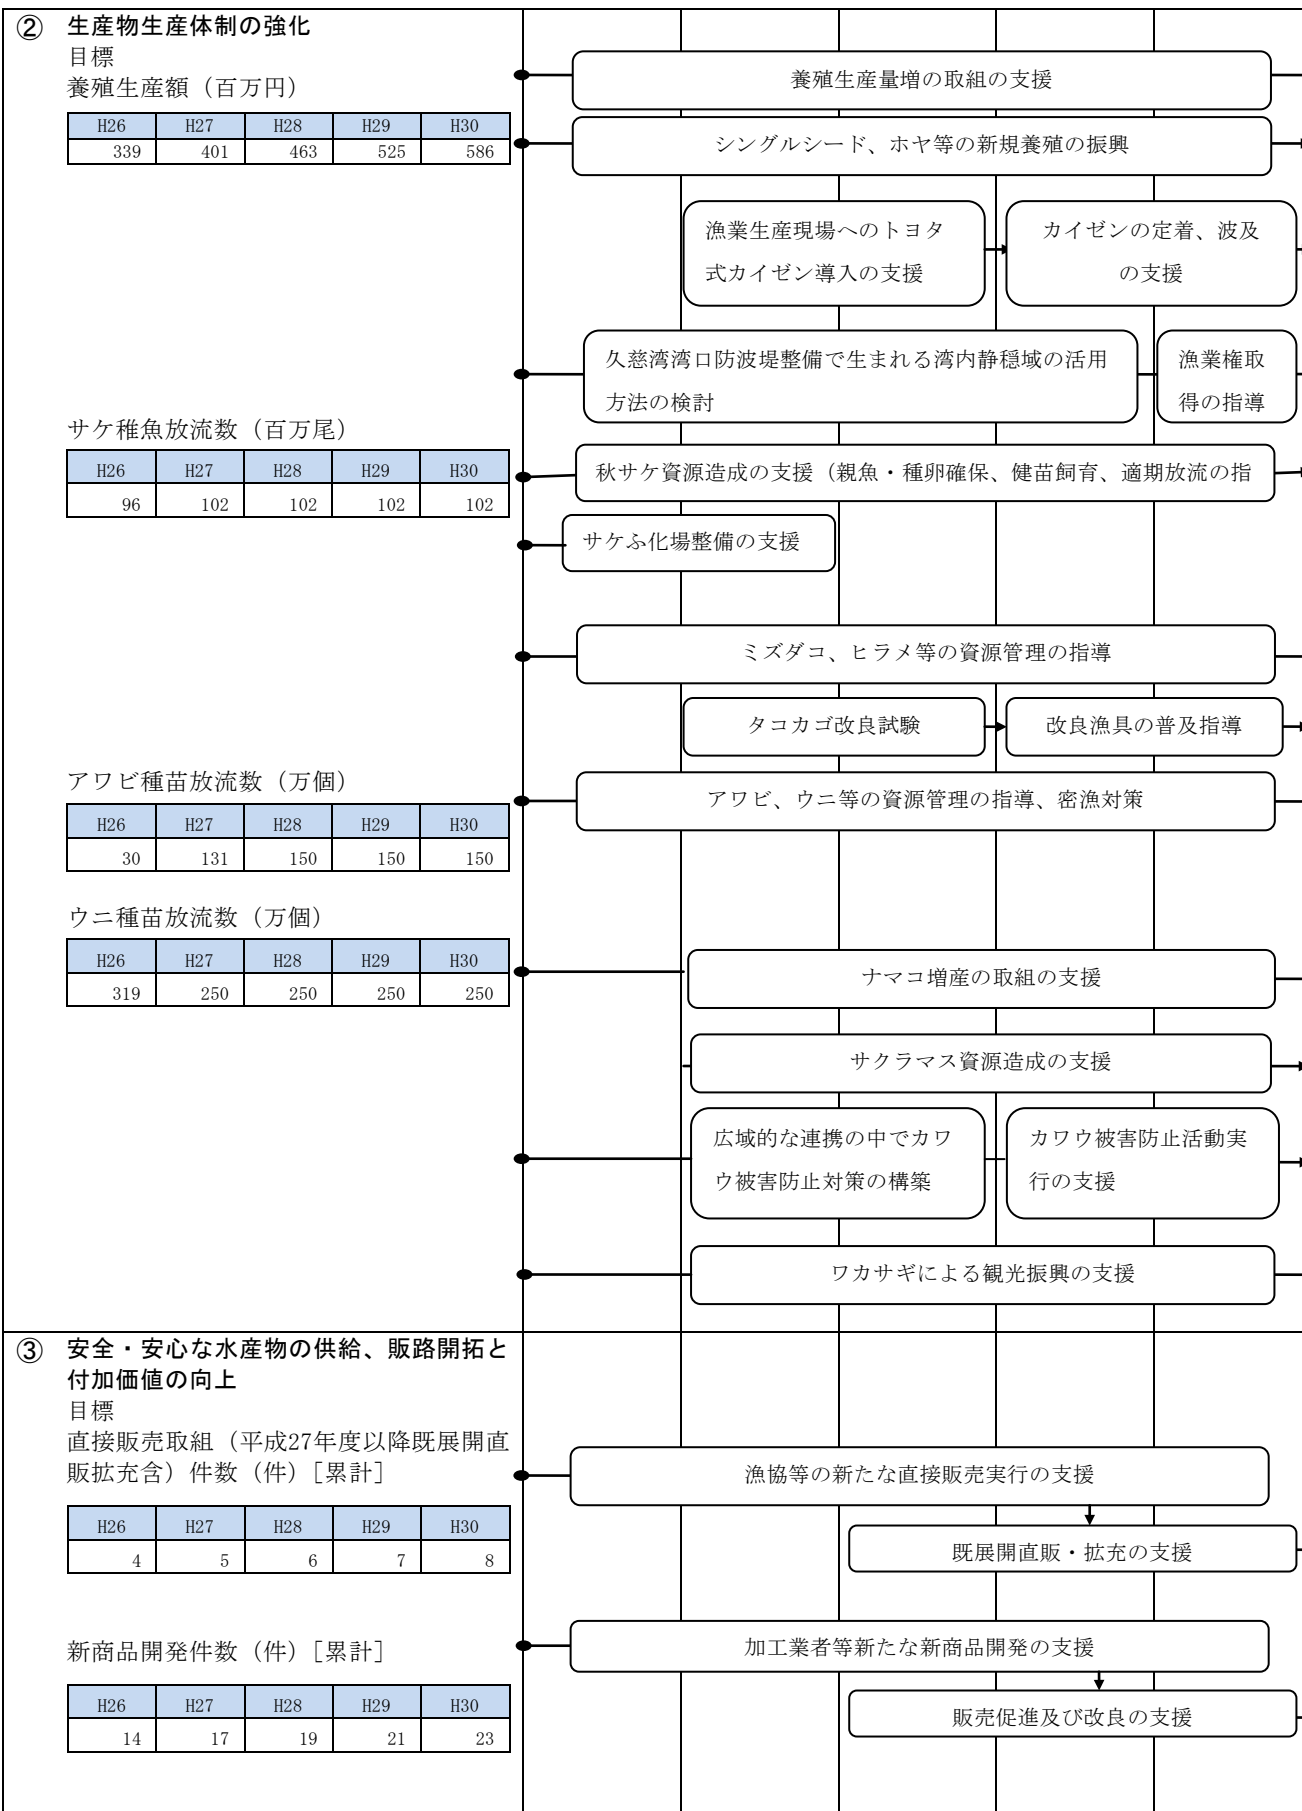 ② 生産物生産体制の強化
目標
養殖生産額（百万円）
H26 H27 H28 H29 H30
339 401 463 525 586
養殖生産量増の取組の支援
シングルシード、ホヤ等の新規養殖の振興
漁業生産現場へのトヨタ
式カイゼン導入の支援
カイゼンの定着、波及
の支援
久慈湾湾口防波堤整備で生まれる湾内静穏域の活用
方法の検討
漁業権取
得の指導
サケ稚魚放流数（百万尾）
H26 H27 H28 H29 H30
96 102 102 102 102
秋サケ資源造成の支援（親魚・種卵確保、健苗飼育、適期放流の指
サケふ化場整備の支援
ミズダコ、ヒラメ等の資源管理の指導
タコカゴ改良試験
改良漁具の普及指導
アワビ種苗放流数（万個）
H26 H27 H28 H29 H30
30 131 150 150 150
アワビ、ウニ等の資源管理の指導、密漁対策
ウニ種苗放流数（万個）
H26 H27 H28 H29 H30
319 250 250 250 250
ナマコ増産の取組の支援
サクラマス資源造成の支援
広域的な連携の中でカワ
ウ被害防止対策の構築
カワウ被害防止活動実
行の支援
ワカサギによる観光振興の支援
③ 安全・安心な水産物の供給、販路開拓と
付加価値の向上
目標
直接販売取組（平成27年度以降既展開直
販拡充含）件数（件）［累計］
H26 H27 H28 H29 H30
4 5 6 7 8
漁協等の新たな直接販売実行の支援
既展開直販・拡充の支援
新商品開発件数（件）［累計］
H26 H27 H28 H29 H30
14 17 19 21 23
加工業者等新たな新商品開発の支援
販売促進及び改良の支援